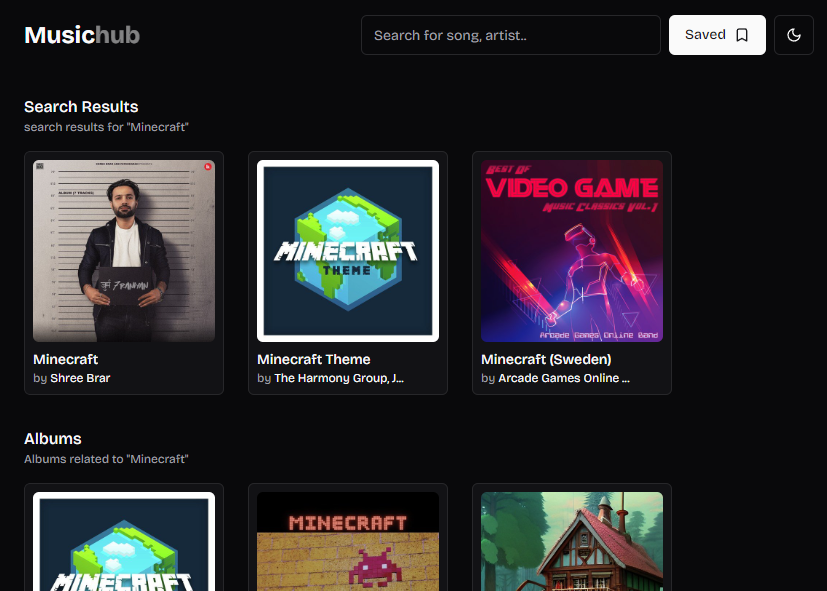 Musichub
Search for song, artist..
Saved
Search Results
search results for "Minecraft"
ALBUM (7 TRACKS)
MINECRAFT
THEME
BEST OF
VIDEO GAME
MUSIC CLASSICS VOL.1
Arcade Games Online Band
Minecraft
by Shree Brar
Minecraft Theme
by The Harmony Group, J...
Minecraft (Sweden)
by Arcade Games Online ...
Albums
Albums related to "Minecraft"
MINECRAFT
MINECRAFT